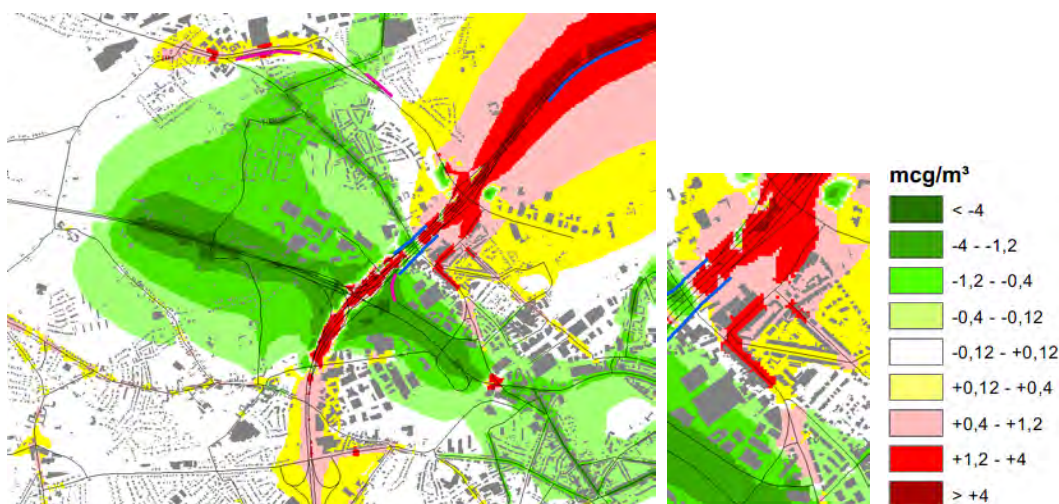 mcg/m³
< -4
-4 - -1,2
-1,2 - -0,4
-0,4 - -0,12
-0,12 - +0,12
+0,12 - +0,4
+0,4 - +1,2
+1,2 - +4
> +4